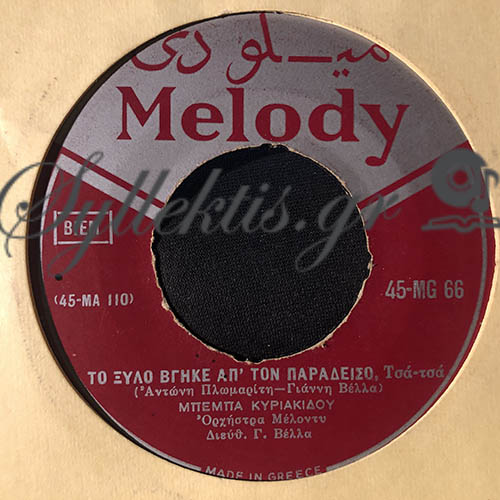 ميلودى
Melody
Syllektis.gr
BIEM
(45-MA 110)
45-MG 66
ΤΟ ΞΥΛΟ ΒΓΗΚΕ ΑΠ' ΤΟΝ ΠΑΡΑΔΕΙΣΟ, Τσά-τσά
(Ἀντώνη Πλωμαρίτη—Γιάννη Βέλλα)
ΜΠΕΜΠΑ ΚΥΡΙΑΚΙΔΟΥ
Ὀρχήστρα Μέλοντυ
Διεύθ. Γ. Βέλλα
MADE IN GREECE